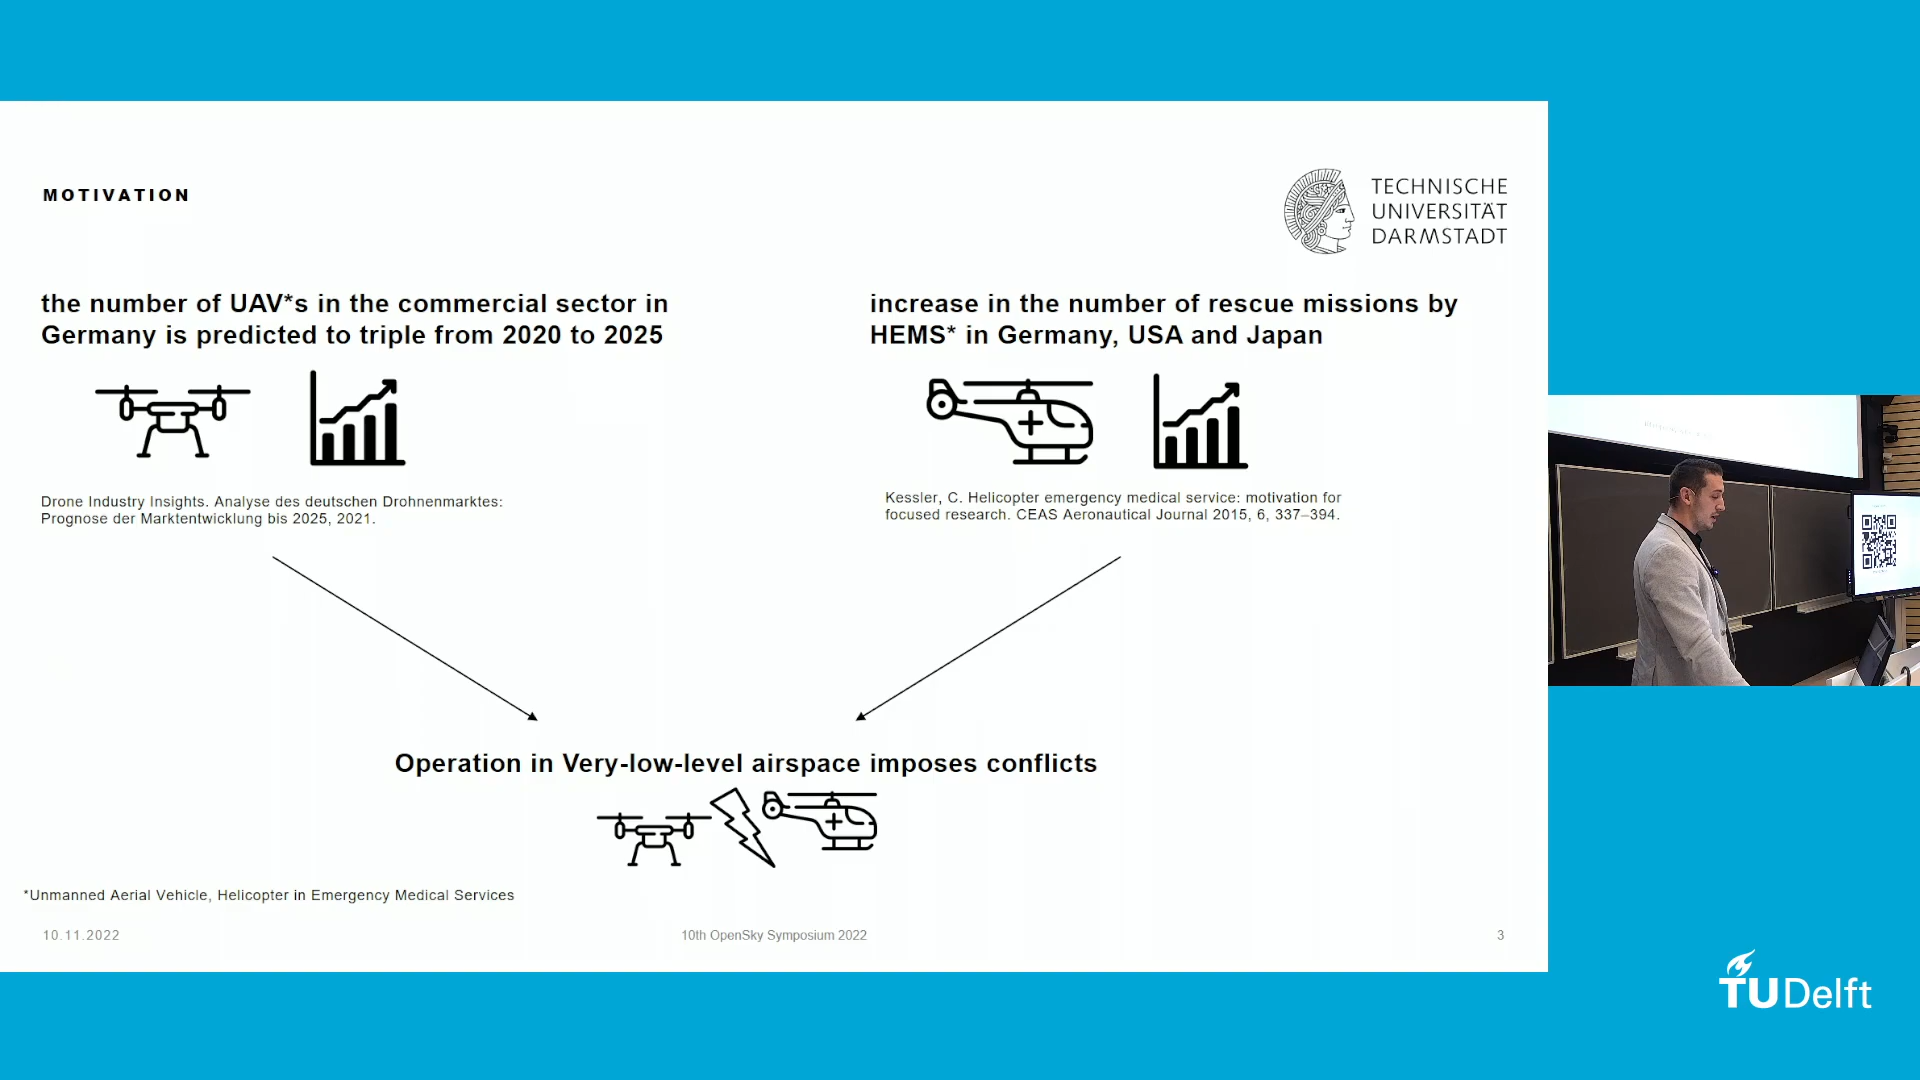 MOTIVATION
TECHNISCHE
UNIVERSITÄT
DARMSTADT
the number of UAV*s in the commercial sector in
Germany is predicted to triple from 2020 to 2025
increase in the number of rescue missions by
HEMS* in Germany, USA and Japan
Drone Industry Insights. Analyse des deutschen Drohnenmarktes:
Prognose der Marktentwicklung bis 2025, 2021.
Kessler, C. Helicopter emergency medical service: motivation for
focused research. CEAS Aeronautical Journal 2015, 6, 337–394.
Operation in Very-low-level airspace imposes conflicts
*Unmanned Aerial Vehicle, Helicopter in Emergency Medical Services
10.11.2022
10th OpenSky Symposium 2022
3
TUDelft